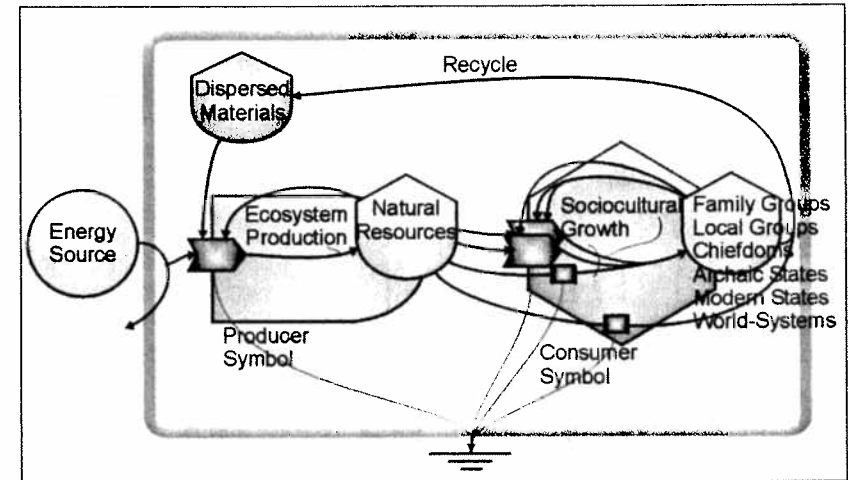 Recycle
Dispersed
Materials
Energy
Source
Ecosystem
Production
Natural
Resources
Sociocultural
Growth
Family Groups
Local Groups
Chiefdoms
Archaic States
Modern States
World-Systems
Producer
Symbol
Consumer
Symbol